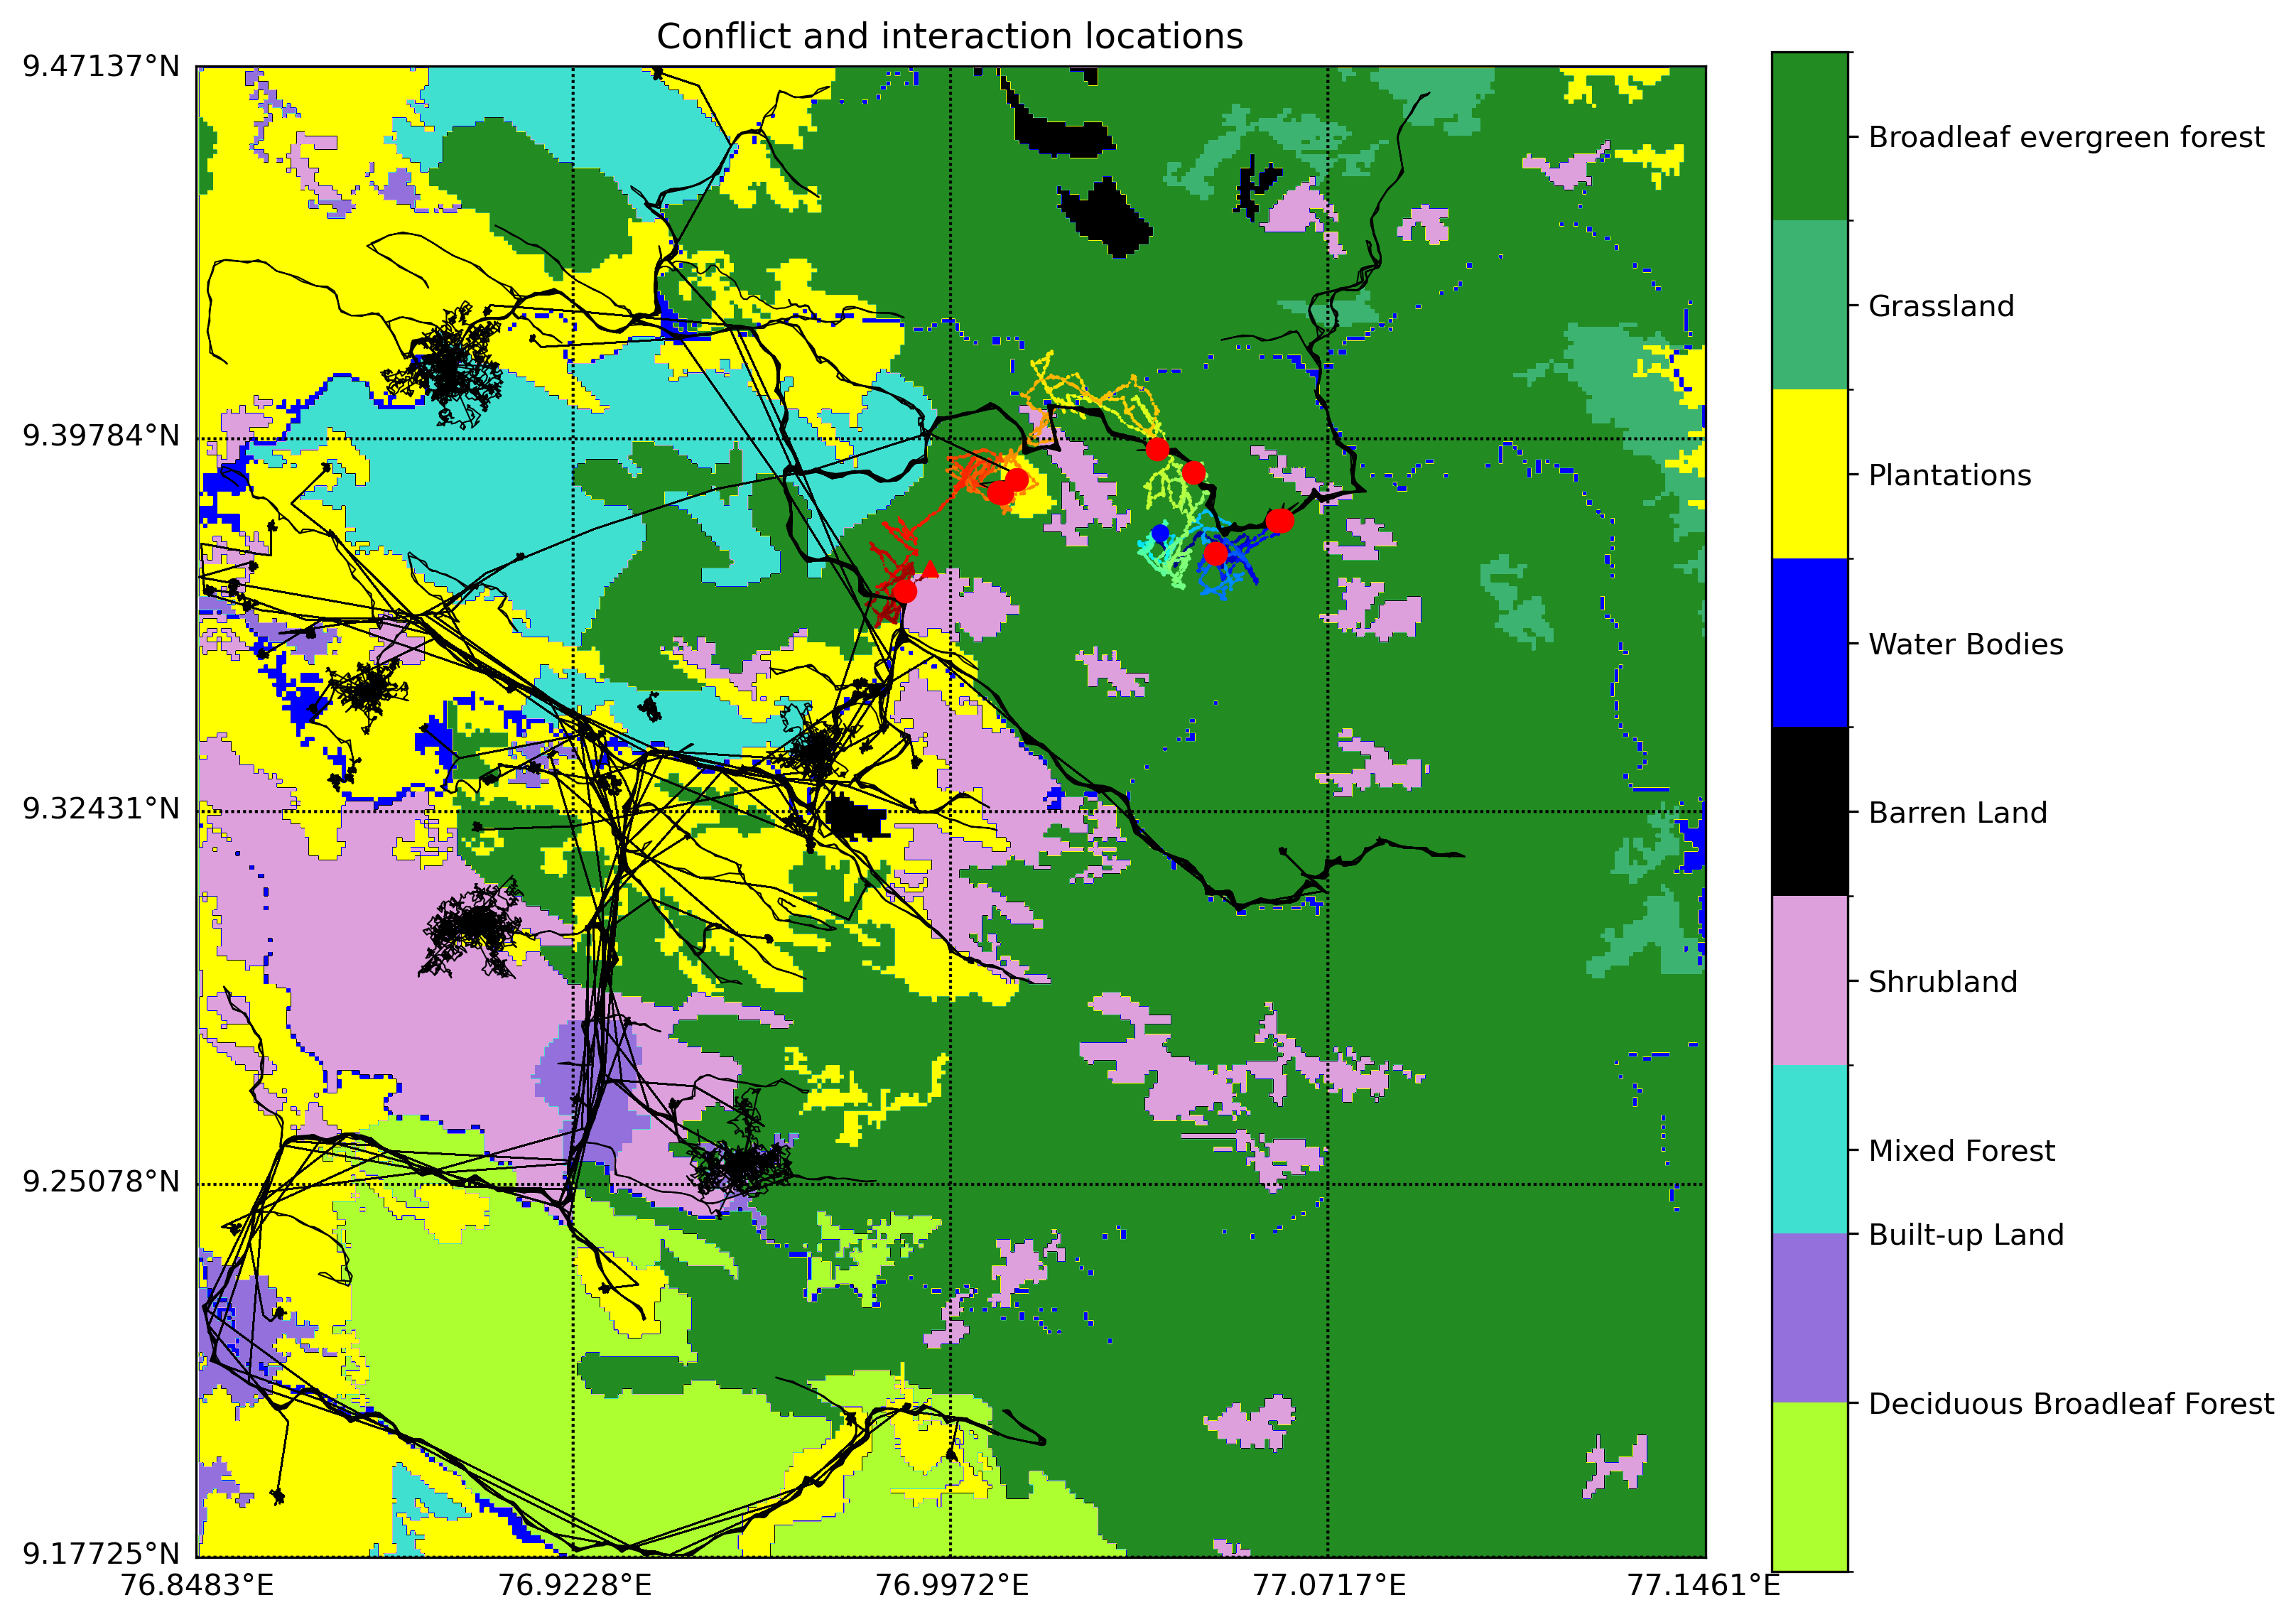 Conflict and interaction locations
9.47137°N
9.39784°N
9.32431°N
9.25078°N
9.17725°N
76.8483°E
76.9228°E
76.9972°E
77.0717°E
77.1461°E
Broadleaf evergreen forest
Grassland
Plantations
Water Bodies
Barren Land
Shrubland
Mixed Forest
Built-up Land
Deciduous Broadleaf Forest